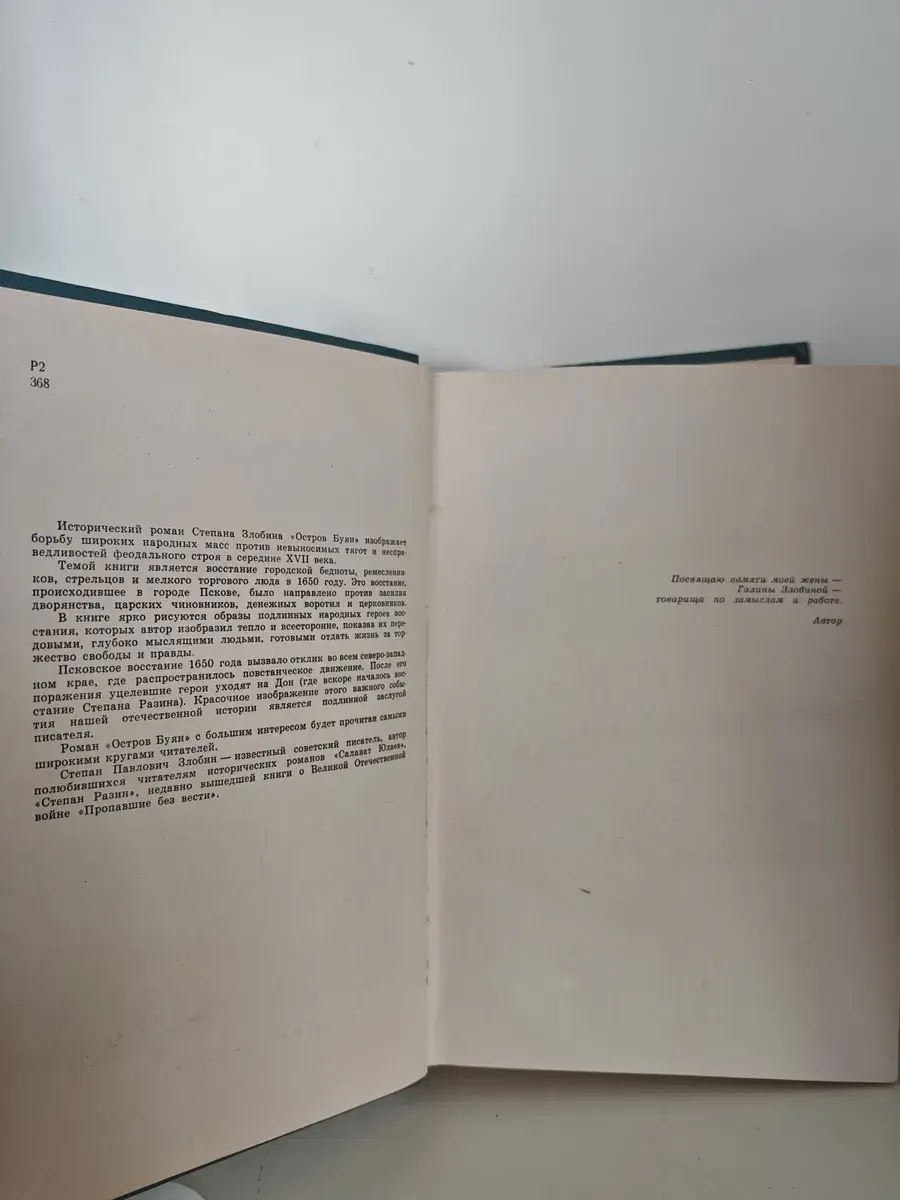 Р2
368
Исторический роман Степана Злобина «Остров Буян» изображает
борьбу широких народных масс против невыносимых тягот и неспра-
ведливостей феодального строя в середине XVII века.
Темой книги является восстание городской бедноты, ремесленни-
ков, стрельцов и мелкого торгового люда в 1650 году. Это восстание,
происходившее в городе Пскове, было направлено против засилия
дворянства, царских чиновников, денежных воротил и церковников.
В книге ярко рисуются образы подлинных народных героев вос-
стания, которых автор изобразил тепло и всесторонне, показав их пере-
довыми, глубоко мыслящими людьми, готовыми отдать жизнь за тор-
жество свободы и правды.
Псковское восстание 1650 года вызвало отклик во всем северо-запад-
ном крае, где распространилось повстанческое движение. После его
поражения уцелевшие герои уходят на Дон (где вскоре началось вос-
стание Степана Разина). Красочное изображение этого важного собы-
тия нашей отечественной истории является подлинной заслугой
писателя.
Роман «Остров Буян» с большим интересом будет прочитан самыми
широкими кругами читателей.
Степан Павлович Злобин — известный советский писатель, автор
полюбившихся читателям исторических романов «Салават Юлаев»,
«Степан Разин», недавно вышедшей книги о Великой Отечественной
войне «Пропавшие без вести».
Посвящаю памяти моей жены —
Галины Злобиной —
товарища по замыслам и работе.
Автор